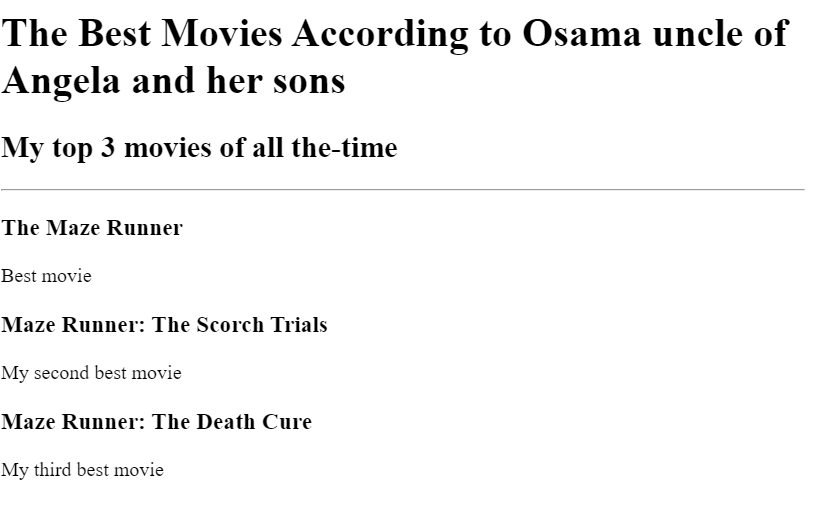 The Best Movies According to Osama uncle of
Angela and her sons
My top 3 movies of all the-time
The Maze Runner
Best movie
Maze Runner: The Scorch Trials
My second best movie
Maze Runner: The Death Cure
My third best movie